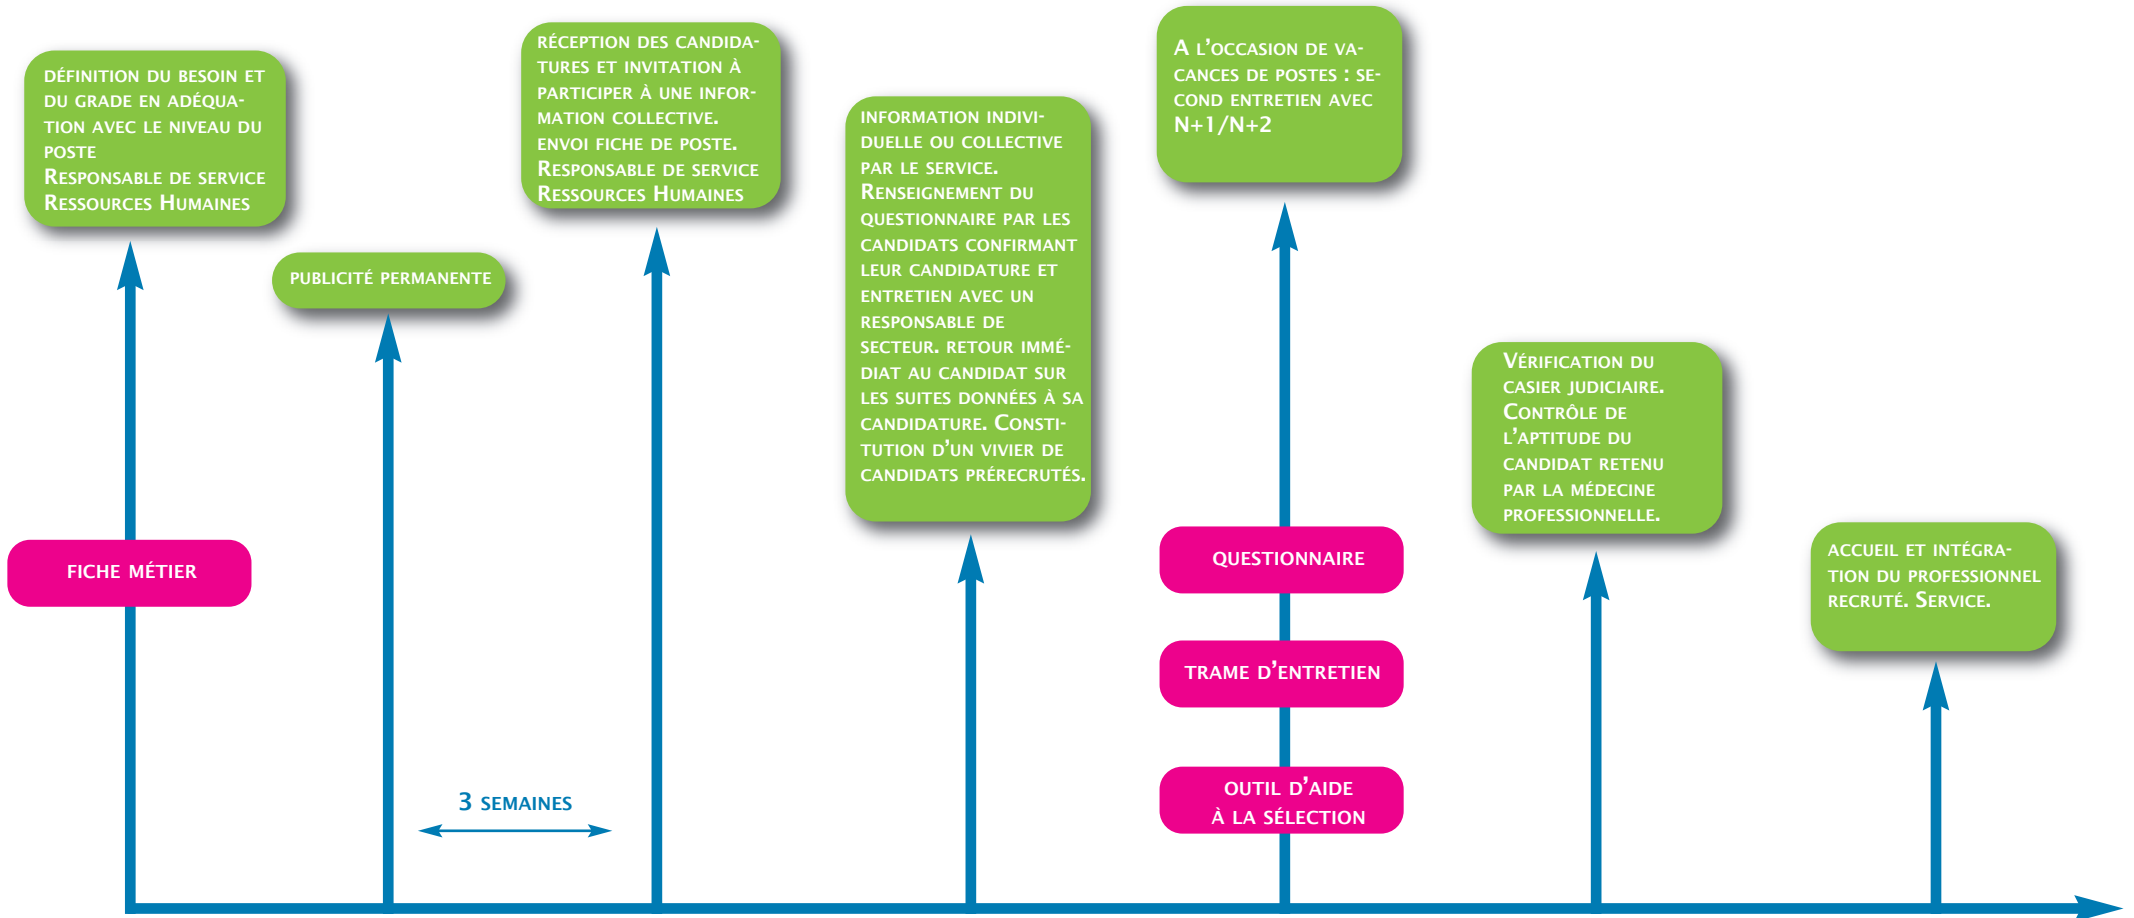 DÉFINITION DU BESOIN ET
DU GRADE EN ADÉQUA-
TION AVEC LE NIVEAU DU
POSTE
RESPONSABLE DE SERVICE
RESSOURCES HUMAINES
FICHE MÉTIER
PUBLICITÉ PERMANENTE
3 SEMAINES
RÉCEPTION DES CANDIDA-
TURES ET INVITATION À
PARTICIPER À UNE INFOR-
MATION COLLECTIVE.
ENVOI FICHE DE POSTE.
RESPONSABLE DE SERVICE
RESSOURCES HUMAINES
INFORMATION INDIVI-
DUELLE OU COLLECTIVE
PAR LE SERVICE.
RENSEIGNEMENT DU
QUESTIONNAIRE PAR LES
CANDIDATS CONFIRMANT
LEUR CANDIDATURE ET
ENTRETIEN AVEC UN
RESPONSABLE DE
SECTEUR. RETOUR IMMÉ-
DIAT AU CANDIDAT SUR
LES SUITES DONNÉES À SA
CANDIDATURE. CONSTI-
TUTION D'UN VIVIER DE
CANDIDATS PRÉRECRUTÉS.
A L'OCCASION DE VA-
CANCES DE POSTES : SE-
COND ENTRETIEN AVEC
N+1/N+2
QUESTIONNAIRE
TRAME D'ENTRETIEN
OUTIL D'AIDE
À LA SÉLECTION
VÉRIFICATION DU
CASIER JUDICIAIRE.
CONTRÔLE DE
L'APTITUDE DU
CANDIDAT RETENU
PAR LA MÉDECINE
PROFESSIONNELLE.
ACCUEIL ET INTÉGRA-
TION DU PROFESSIONNEL
RECRUTÉ. SERVICE.